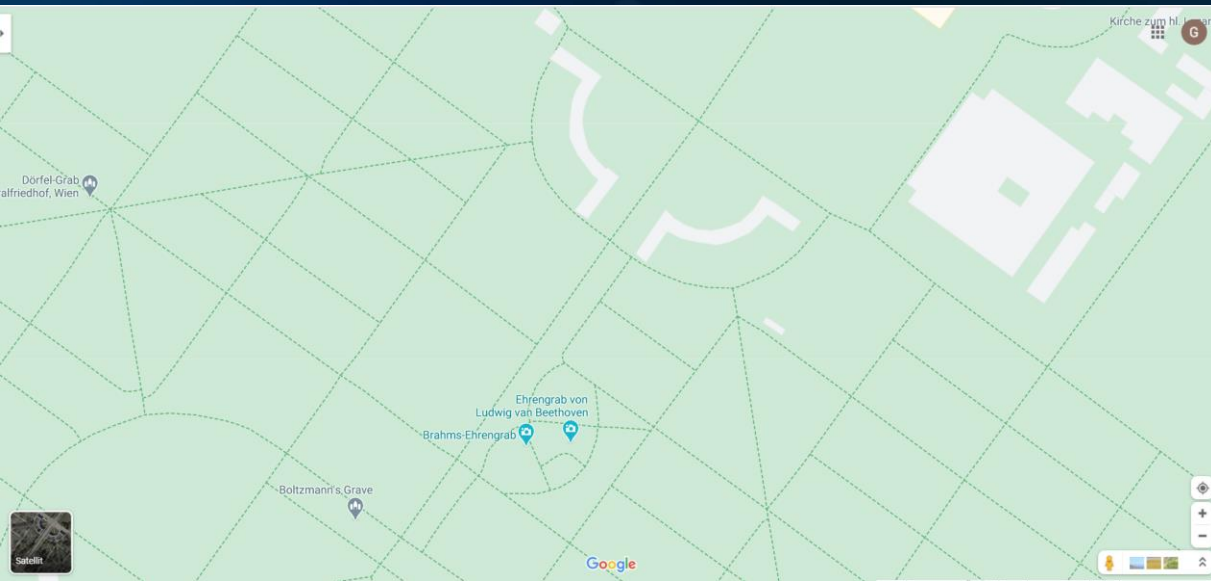 Kirche zum hl.
G
Dörfel-Grab
alfriedhof, Wien
Ehrengrab von
Ludwig van Beethoven
Brahms-Ehrengrab
Boltzmann's Grave
Satellit
Google